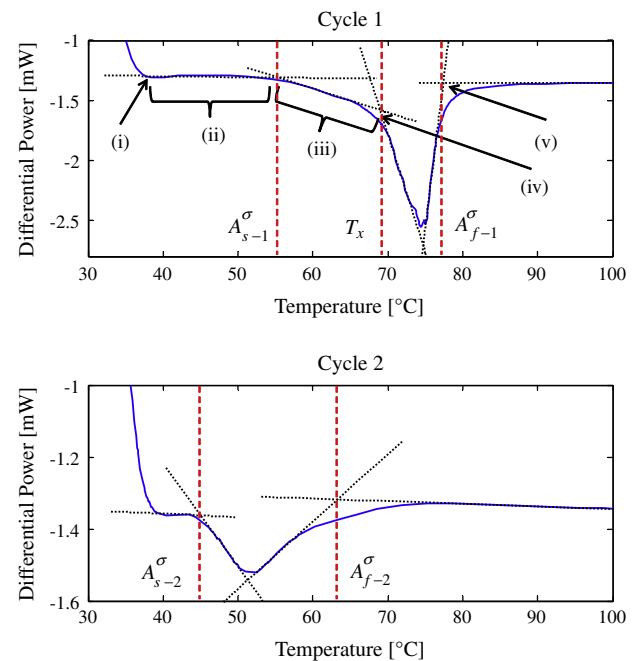 Cycle 1
Differential Power [mW]
-1
-1.5
-2
-2.5
(i)
(ii)
(iii)
(iv)
(v)
A^σ_{s-1}
T_x
A^σ_{f-1}
30 40 50 60 70 80 90 100
Temperature [°C]
Cycle 2
Differential Power [mW]
-1
-1.2
-1.4
-1.6
A^σ_{s-2}
A^σ_{f-2}
30 40 50 60 70 80 90 100
Temperature [°C]